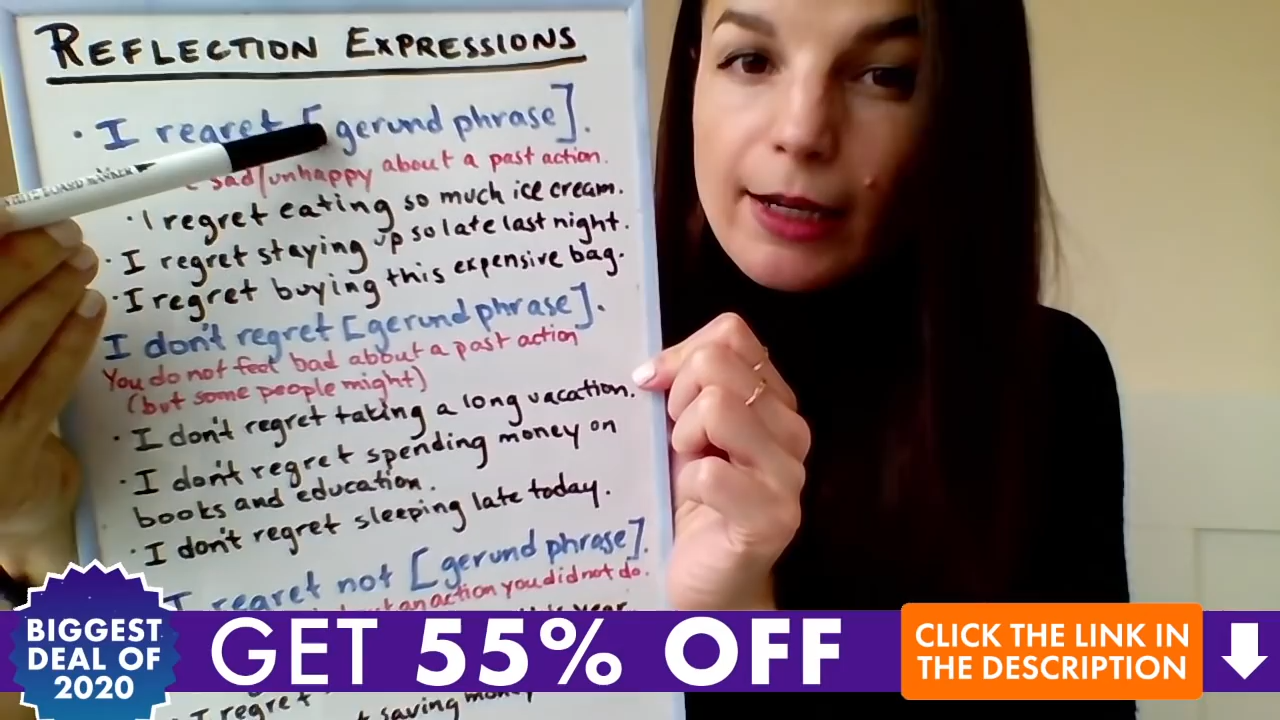 REFLECTION EXPRESSIONS
• I regret [gerund phrase].
sad/unhappy about a past action.
• I regret eating so much ice cream.
• I regret staying up so late last night.
• I regret buying this expensive bag.
I don't regret [gerund phrase].
You do not feel bad about a past action
(but some people might)
• I don't regret taking a long vacation.
• I don't regret spending money on
books and education.
• I don't regret sleeping late today.
I regret not [gerund phrase].
an action you did not do.
year
I regret
saving money
BIGGEST
DEAL OF
2020
GET 55% OFF
CLICK THE LINK IN
THE DESCRIPTION